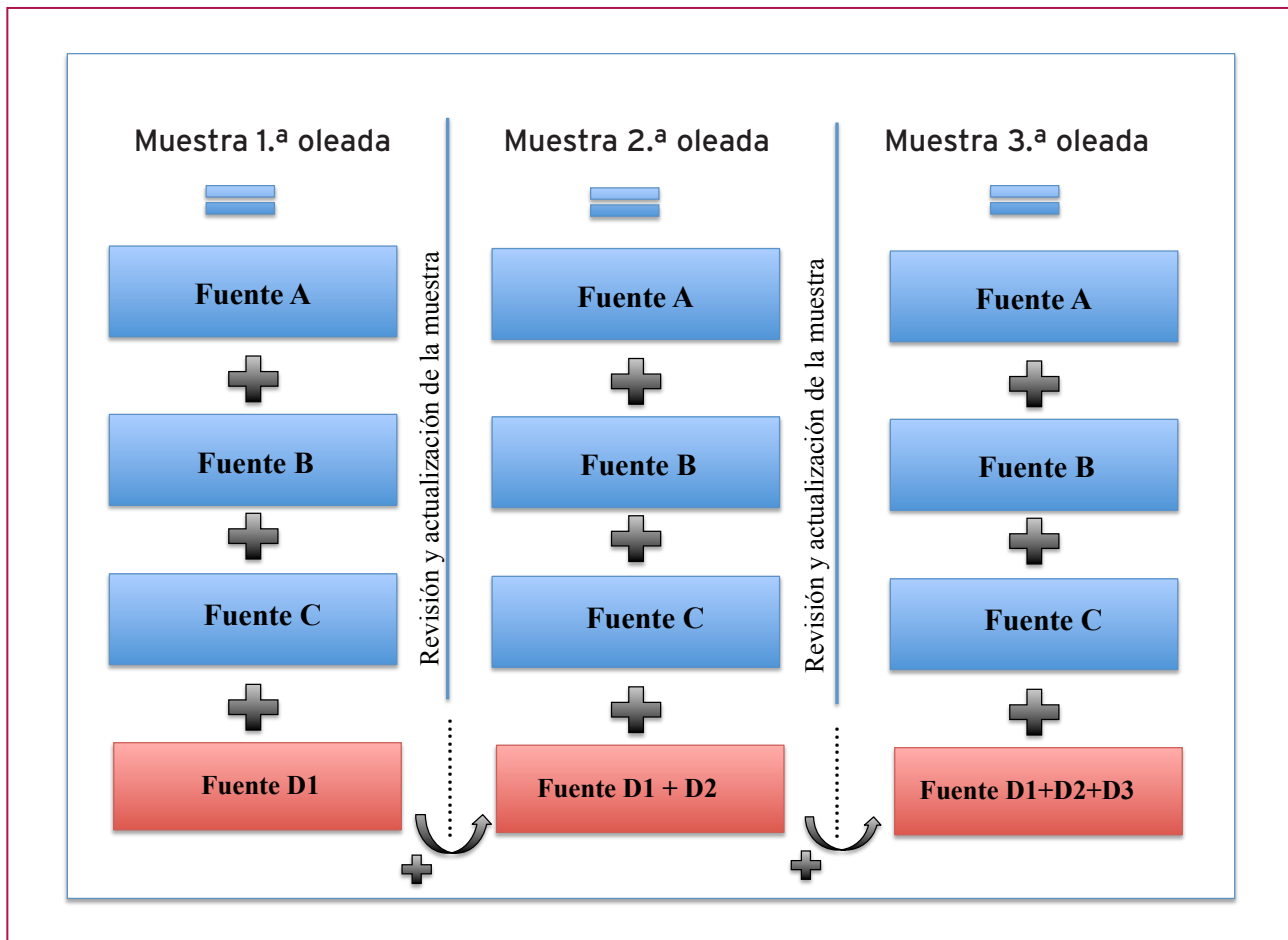 Muestra 1.ª oleada
Fuente A
Fuente B
Fuente C
Fuente D1
Revisión y actualización de la muestra
Muestra 2.ª oleada
Fuente A
Fuente B
Fuente C
Fuente D1 + D2
Revisión y actualización de la muestra
Muestra 3.ª oleada
Fuente A
Fuente B
Fuente C
Fuente D1+D2+D3